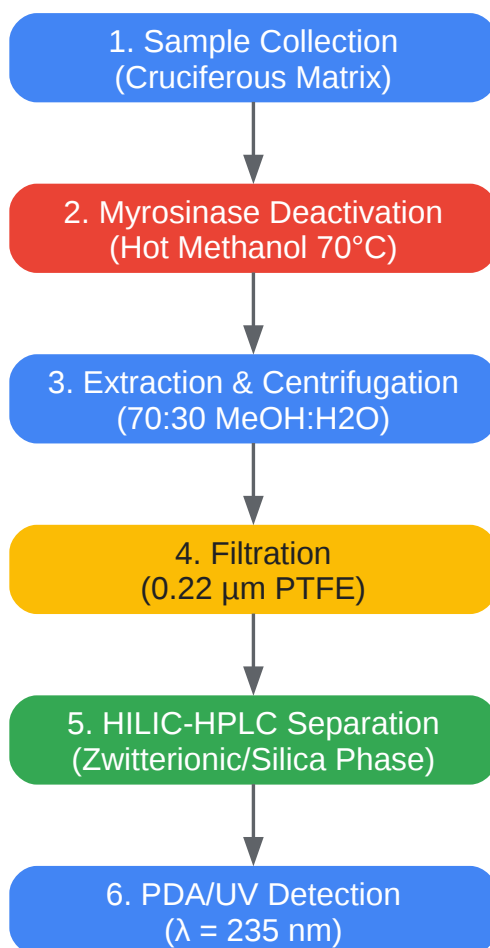 1. Sample Collection
(Cruciferous Matrix)
2. Myrosinase Deactivation
(Hot Methanol 70°C)
3. Extraction & Centrifugation
(70:30 MeOH:H2O)
4. Filtration
(0.22 µm PTFE)
5. HILIC-HPLC Separation
(Zwitterionic/Silica Phase)
6. PDA/UV Detection
(λ = 235 nm)